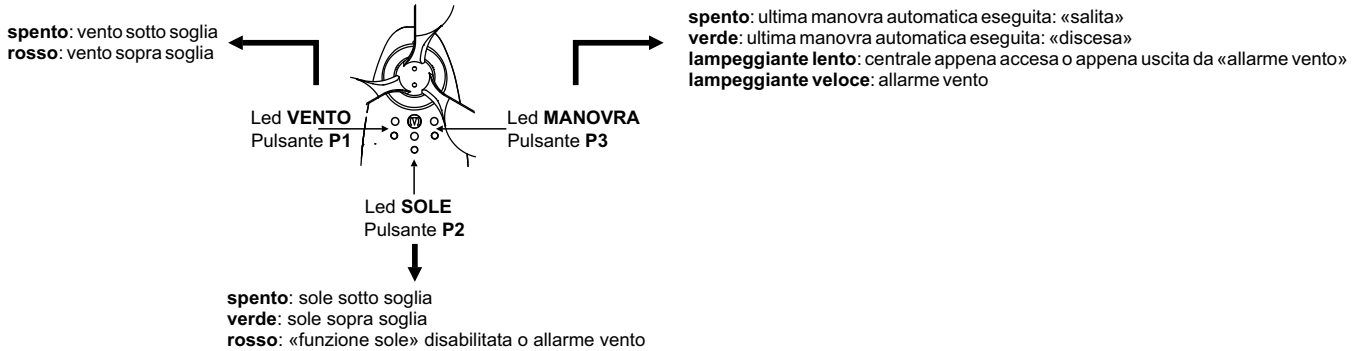 spento: vento sotto soglia
rosso: vento sopra soglia
spento: ultima manovra automatica eseguita: «salita»
verde: ultima manovra automatica eseguita: «discesa»
lampeggiante lento: centrale appena accesa o appena uscita da «allarme vento»
lampeggiante veloce: allarme vento
Led VENTO
Pulsante P1
Led MANOVRA
Pulsante P3
Led SOLE
Pulsante P2
spento: sole sotto soglia
verde: sole sopra soglia
rosso: «funzione sole» disabilitata o allarme vento